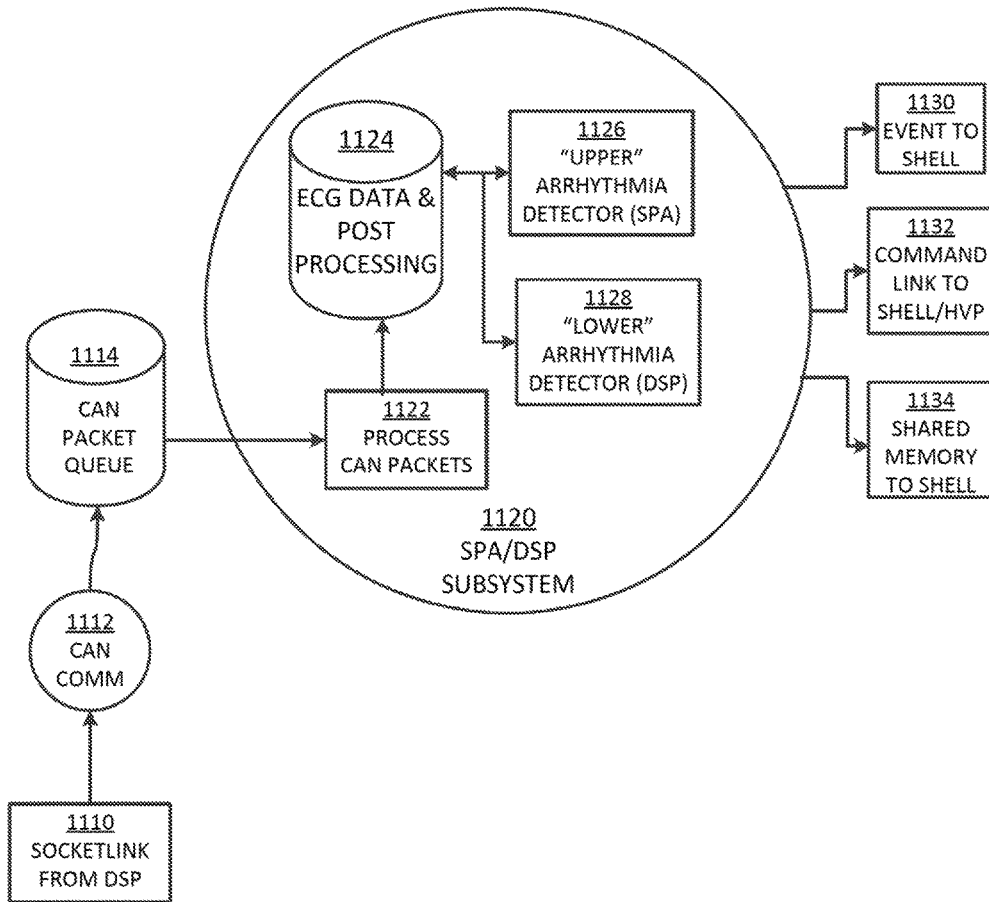 1124
ECG DATA &
POST
PROCESSING
1126
"UPPER"
ARRHYTHMIA
DETECTOR (SPA)
1128
"LOWER"
ARRHYTHMIA
DETECTOR (DSP)
1130
EVENT TO
SHELL
1132
COMMAND
LINK TO
SHELL/HVP
1134
SHARED
MEMORY
TO SHELL
1114
CAN
PACKET
QUEUE
1122
PROCESS
CAN PACKETS
1120
SPA/DSP
SUBSYSTEM
1112
CAN
COMM
1110
SOCKETLINK
FROM DSP